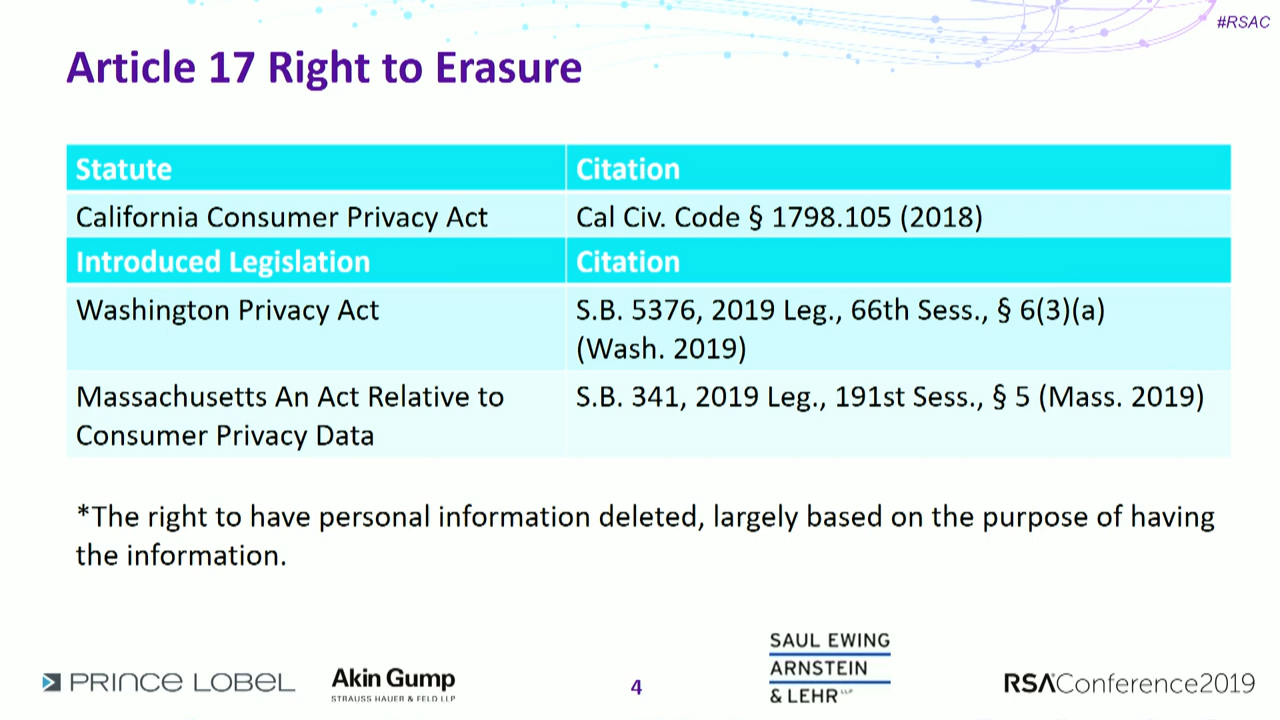 #RSAC
Article 17 Right to Erasure
Statute
Citation
California Consumer Privacy Act
Cal Civ. Code § 1798.105 (2018)
Introduced Legislation
Citation
Washington Privacy Act
S.B. 5376, 2019 Leg., 66th Sess., § 6(3)(a)
(Wash. 2019)
Massachusetts An Act Relative to
Consumer Privacy Data
S.B. 341, 2019 Leg., 191st Sess., § 5 (Mass. 2019)
*The right to have personal information deleted, largely based on the purpose of having
the information.
PRINCE LOBEL
Akin Gump
STRAUSS HAUER & FELD LLP
4
SAUL EWING
ARNSTEIN
& LEHR LLP
RSAConference2019